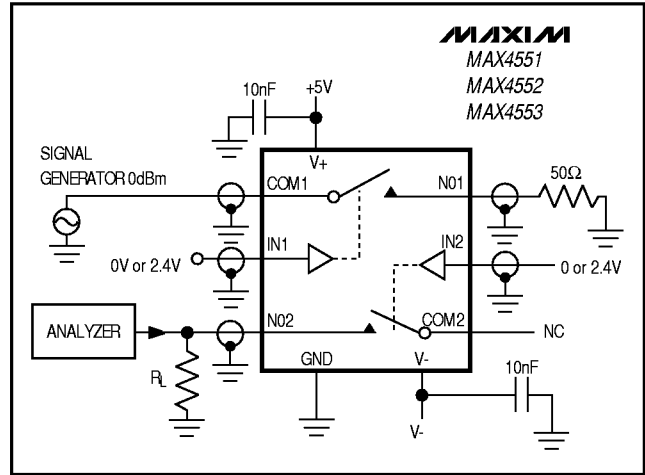 MAXIM
MAX4551
MAX4552
MAX4553
10nF
+5V
V+
SIGNAL
GENERATOR 0dBm
COM1
N01
50Ω
IN1
IN2
0V or 2.4V
0 or 2.4V
ANALYZER
N02
COM2
NC
RL
GND
V-
10nF
V-